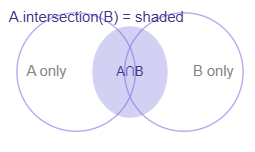 A.intersection(B) = shaded
A only
A∩B
B only